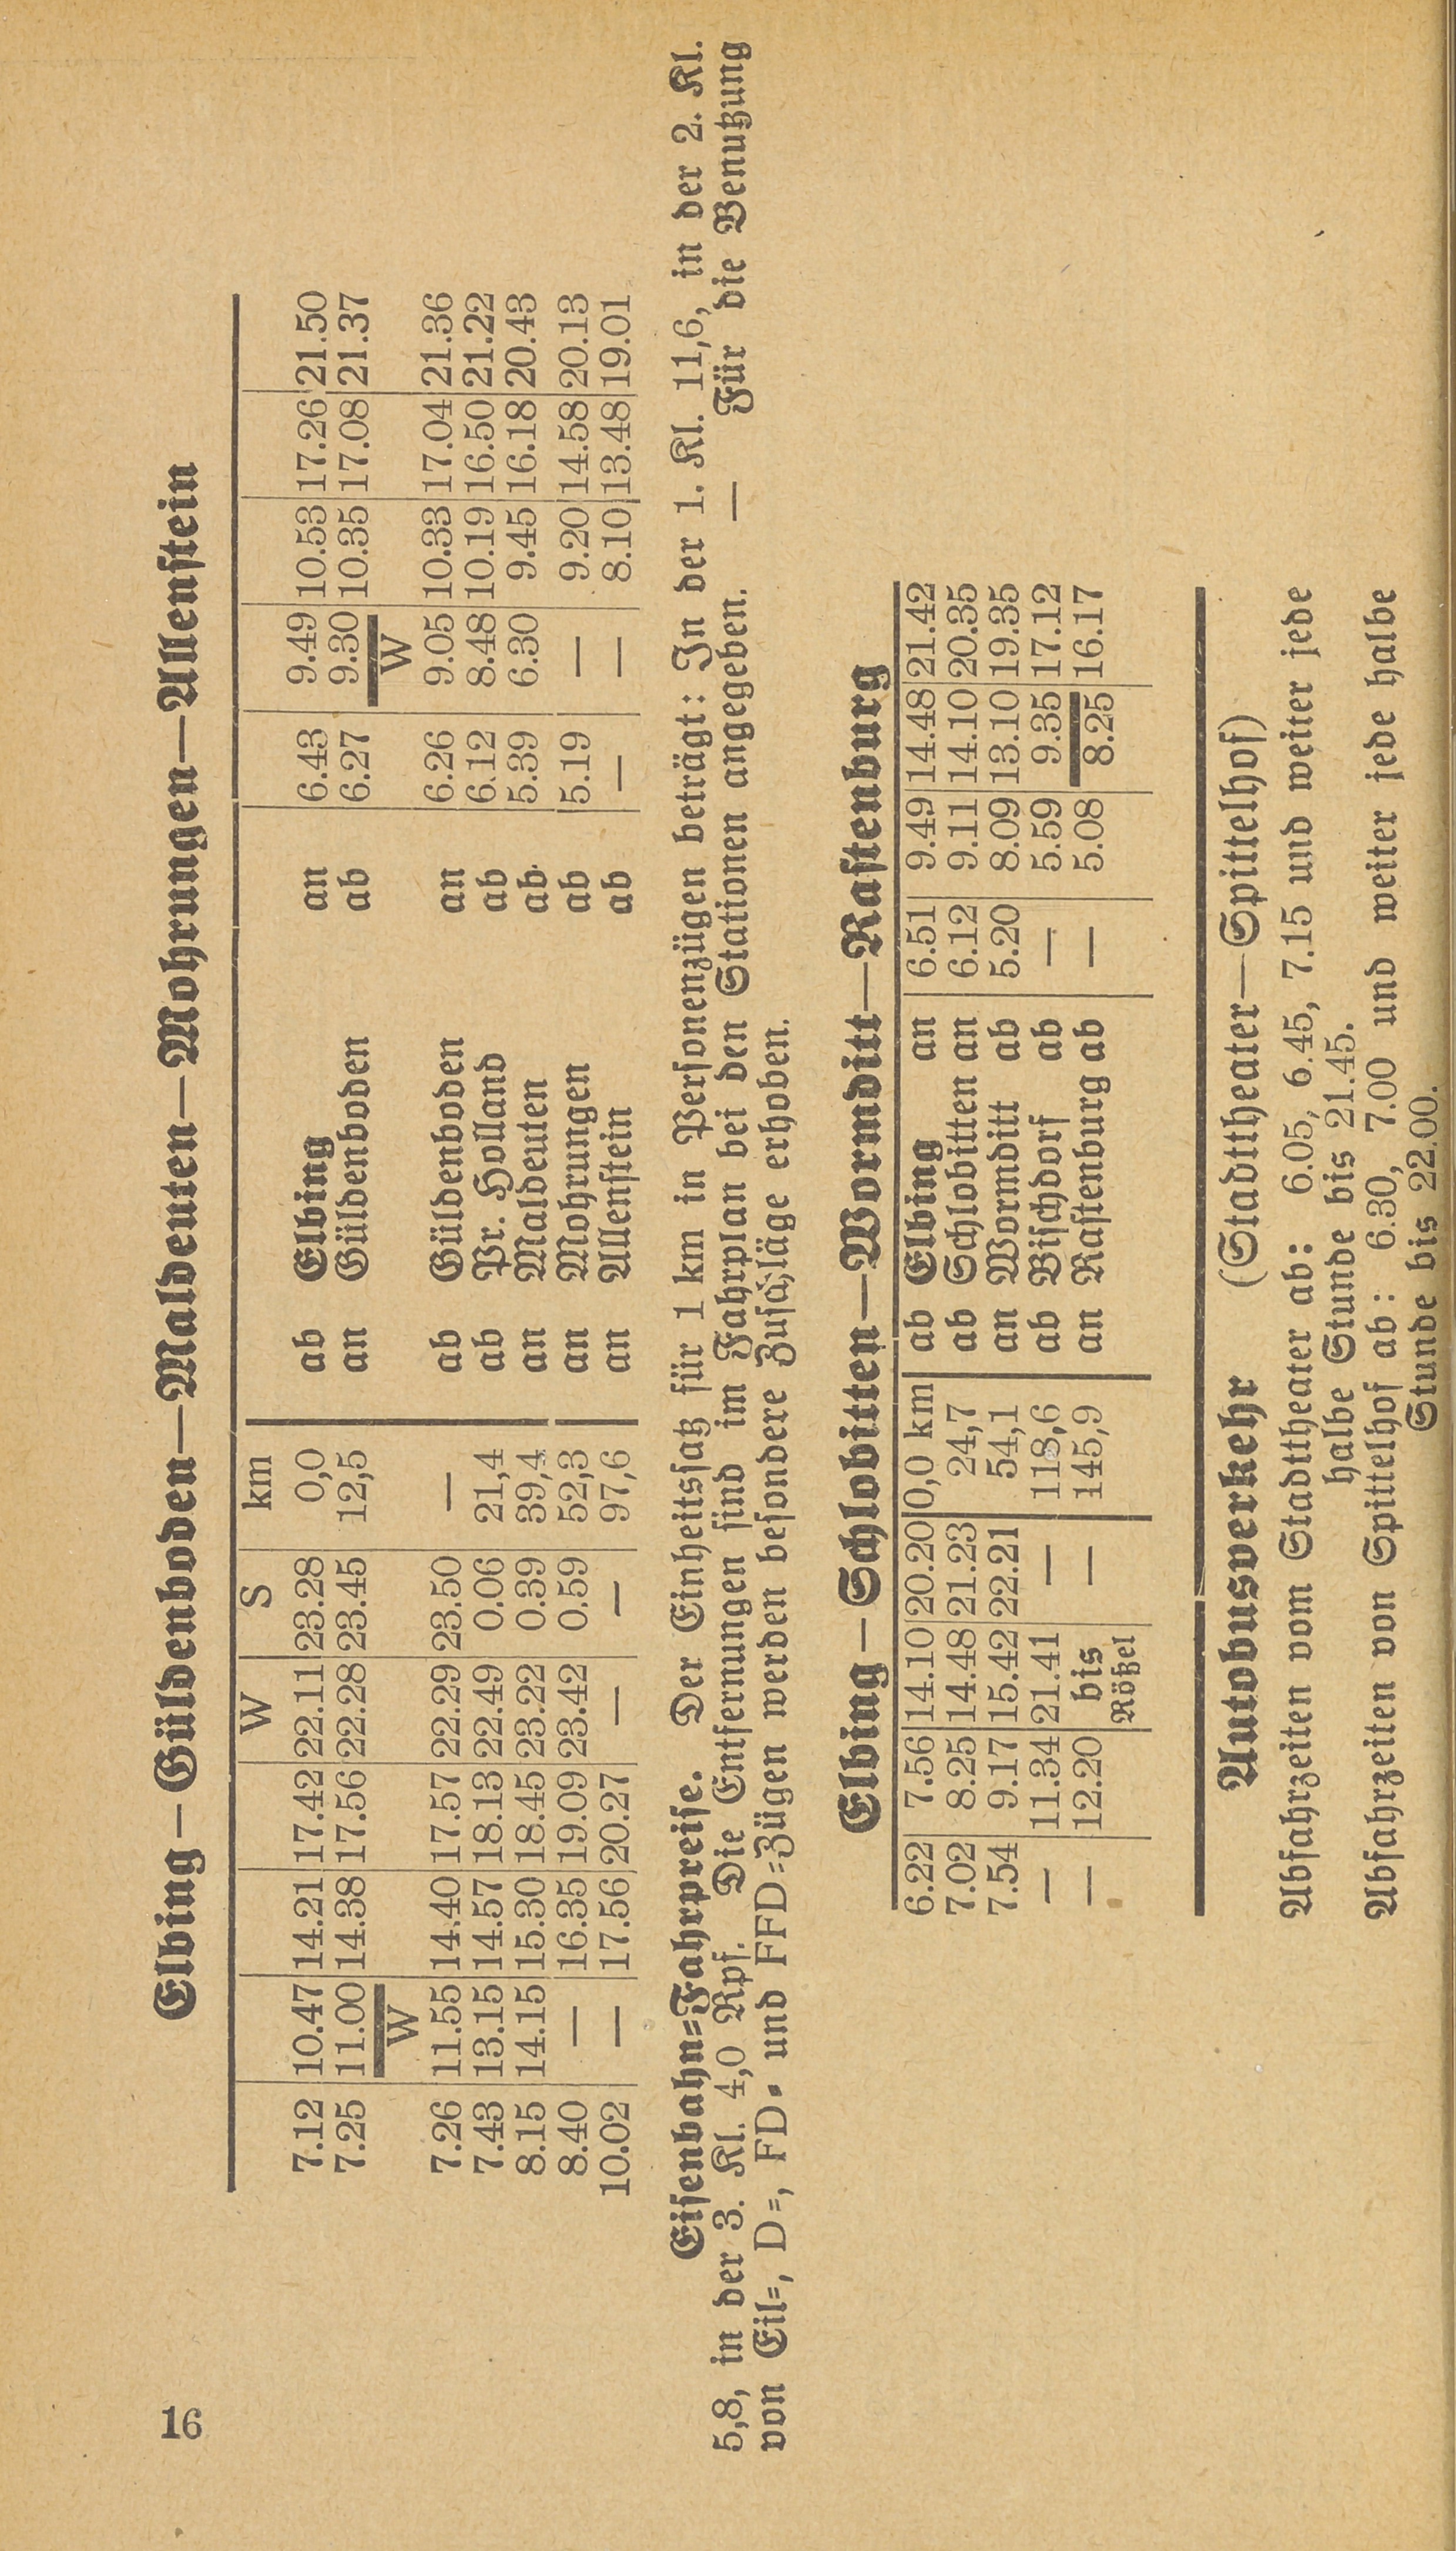 16
Elbing—Güldenboden—Maldeuten—Mohrungen—Allenstein
W S km
7.12 10.47 14.21 17.42 22.11 23.28 0,0 ab Elbing an 6.43 9.49 10.53 17.26 21.50
7.25 11.00 14.38 17.56 22.28 23.45 12,5 an Güldenboden ab 6.27 9.30 10.35 17.08 21.37
W W
7.26 11.55 14.40 17.57 22.29 23.50 — ab Güldenboden an 6.26 9.05 10.33 17.04 21.36
7.43 13.15 14.57 18.13 22.49 0.06 21,4 ab Pr. Holland ab 6.12 8.48 10.19 16.50 21.22
8.15 14.15 15.30 18.45 23.22 0.39 39,4 an Maldeuten ab 5.39 6.30 9.45 16.18 20.43
8.40 — 16.35 19.09 23.42 0.59 52,3 an Mohrungen ab 5.19 — 9.20 14.58 20.13
10.02 — 17.56 20.27 — — 97,6 an Allenstein ab — — 8.10 13.48 19.01
Eisenbahn=Fahrpreise. Der Einheitssatz für 1 km in Personenzügen beträgt: In der 1. Kl. 11,6, in der 2. Kl.
5,8, in der 3. Kl. 4,0 Rpf. Die Entfernungen sind im Fahrplan bei den Stationen angegeben. — Für die Benutzung
von Eil=, D=, FD= und FFD=Zügen werden besondere Zuschläge erhoben.
Elbing—Schlobitten—Wormditt—Rastenburg
6.22 7.56 14.10 20.20 0,0 km ab Elbing an 6.51 9.49 14.48 21.42
7.02 8.25 14.48 21.23 24,7 ab Schlobitten an 6.12 9.11 14.10 20.35
7.54 9.17 15.42 22.21 54,1 an Wormditt ab 5.20 8.09 13.10 19.35
— 11.34 21.41 — 118,6 ab Bischdorf ab — 5.59 9.35 17.12
— 12.20 bis — 145,9 an Rastenburg ab — 5.08 8.25 16.17
Rößel
Autobusverkehr (Stadttheater—Spittelhof)
Abfahrzeiten vom Stadttheater ab: 6.05, 6.45, 7.15 und weiter jede
halbe Stunde bis 21.45.
Abfahrzeiten von Spittelhof ab: 6.30, 7.00 und weiter jede halbe
Stunde bis 22.00.